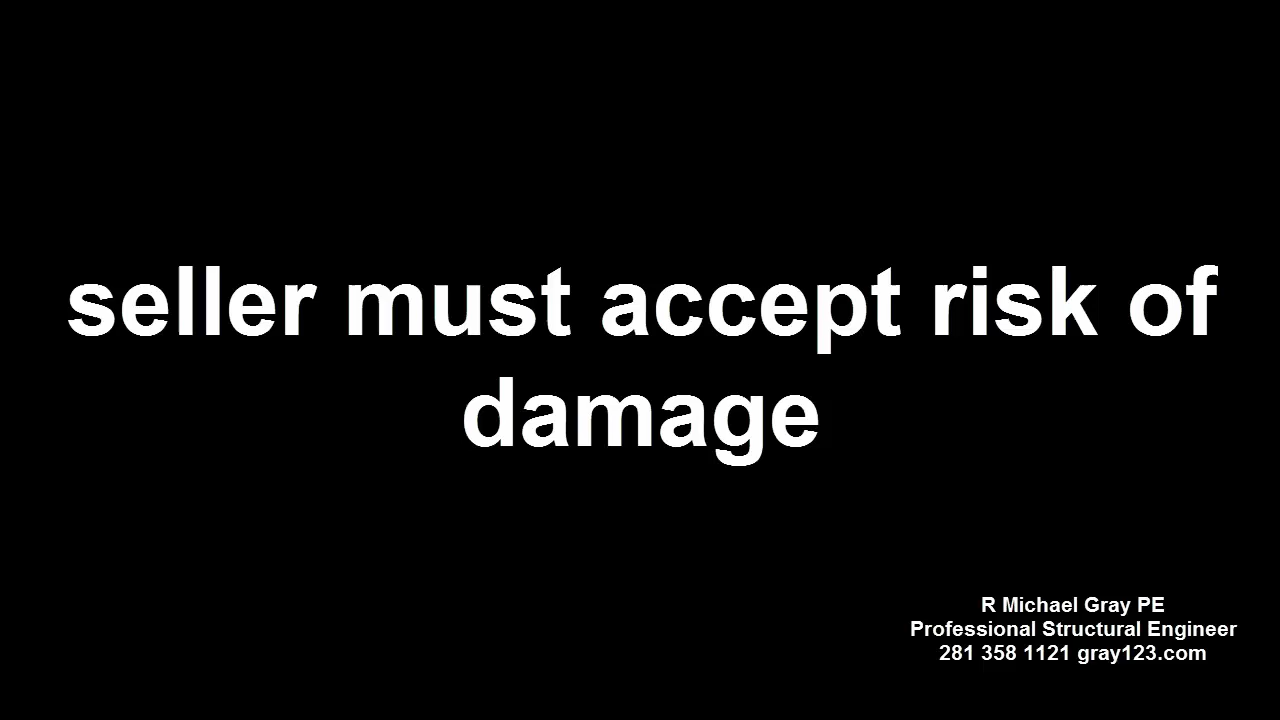 seller must accept risk of
damage
R Michael Gray PE
Professional Structural Engineer
281 358 1121 gray123.com